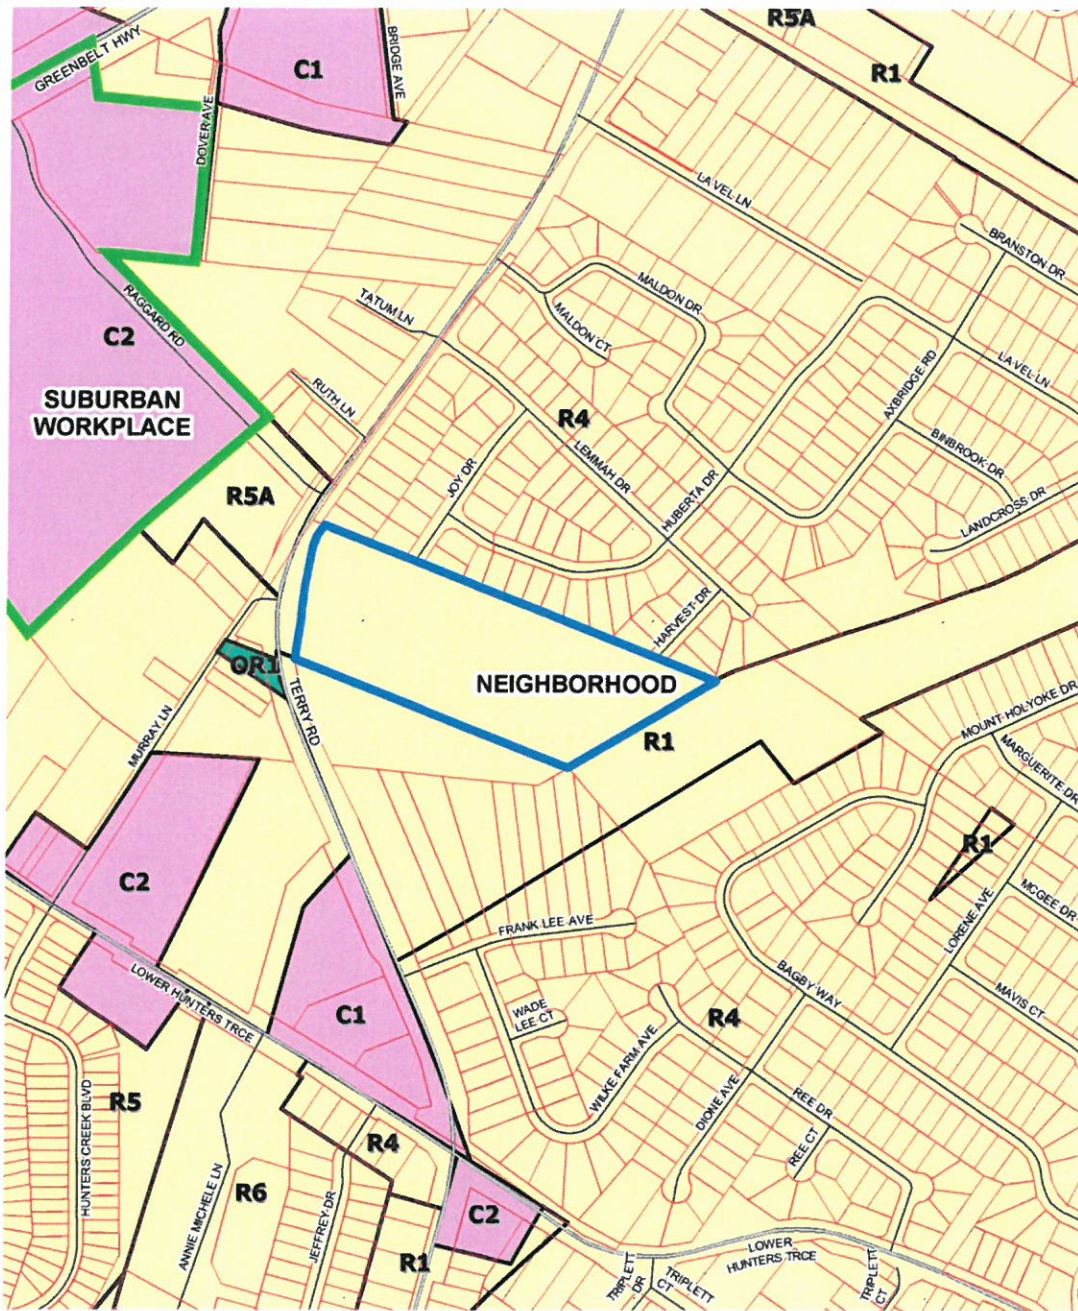 R5A
GREENBELT HWY
BRIDGE AVE
C1
R1
DOVER AVE
LA VEL LN
BRANSTON DR
RAGGARD RD
TATUM LN
MALDON DR
MALDON CT
C2
SUBURBAN
WORKPLACE
RUTH LN
LA VEL LN
AXBRIDGE RD
R4
LEMMAH DR
BINBROOK DR
JOY DR
HUBERTA DR
R5A
LANDCROSS DR
HARVEST DR
OR1
NEIGHBORHOOD
TERRY RD
MURRAY LN
R1
MOUNT HOLYOKE DR
MARGUERITE DR
R1
C2
MCGEE DR
LORENE AVE
FRANK LEE AVE
LOWER HUNTERS TRCE
BAGBY WAY
MAVIS CT
C1
WADE
LEE CT
R4
WILKE FARM AVE
R5
DIONE AVE
REE DR
HUNTERS CREEK BLVD
R4
REE CT
ANNIE MICHELE LN
R6
JEFFREY DR
C2
R1
LOWER
HUNTERS TRCE
TRIPLETT
DR
TRIPLETT
CT
TRIPLETT
CT